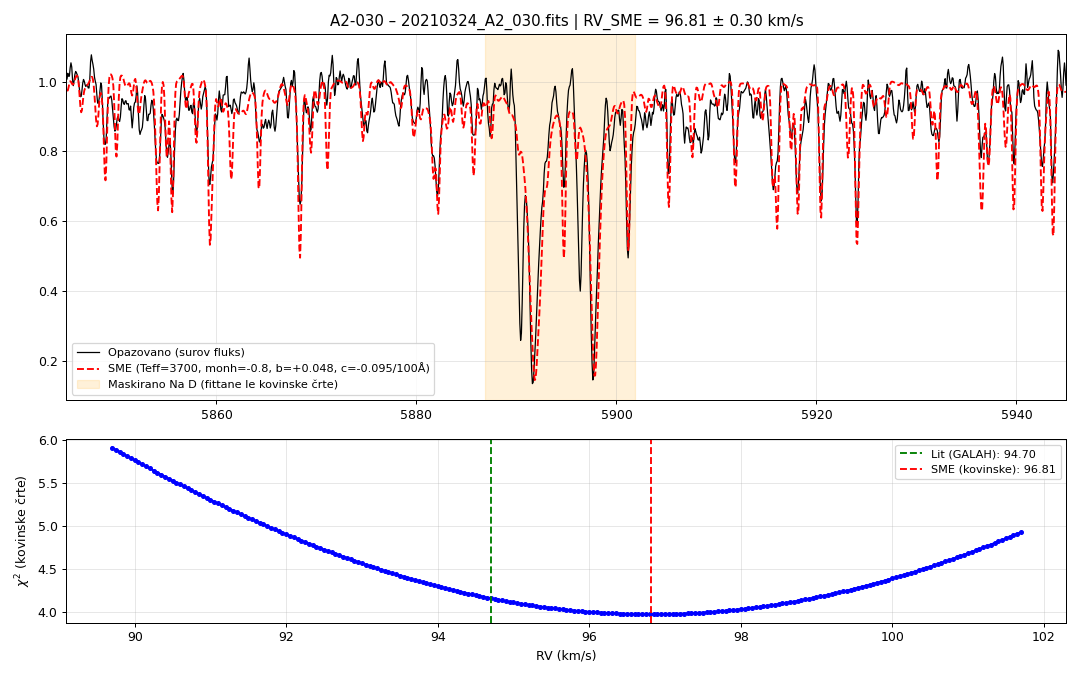 A2-030 – 20210324_A2_030.fits | RV_SME = 96.81 ± 0.30 km/s
1.0
0.8
0.6
0.4
0.2
Opazovano (surov fluks)
SME (Teff=3700, monh=-0.8, b=+0.048, c=-0.095/100Å)
Maskirano Na D (fittane le kovinske črte)
5860 5880 5900 5920 5940
6.0
5.5
5.0
4.5
4.0
χ² (kovinske črte)
Lit (GALAH): 94.70
SME (kovinske): 96.81
90 92 94 96 98 100 102
RV (km/s)